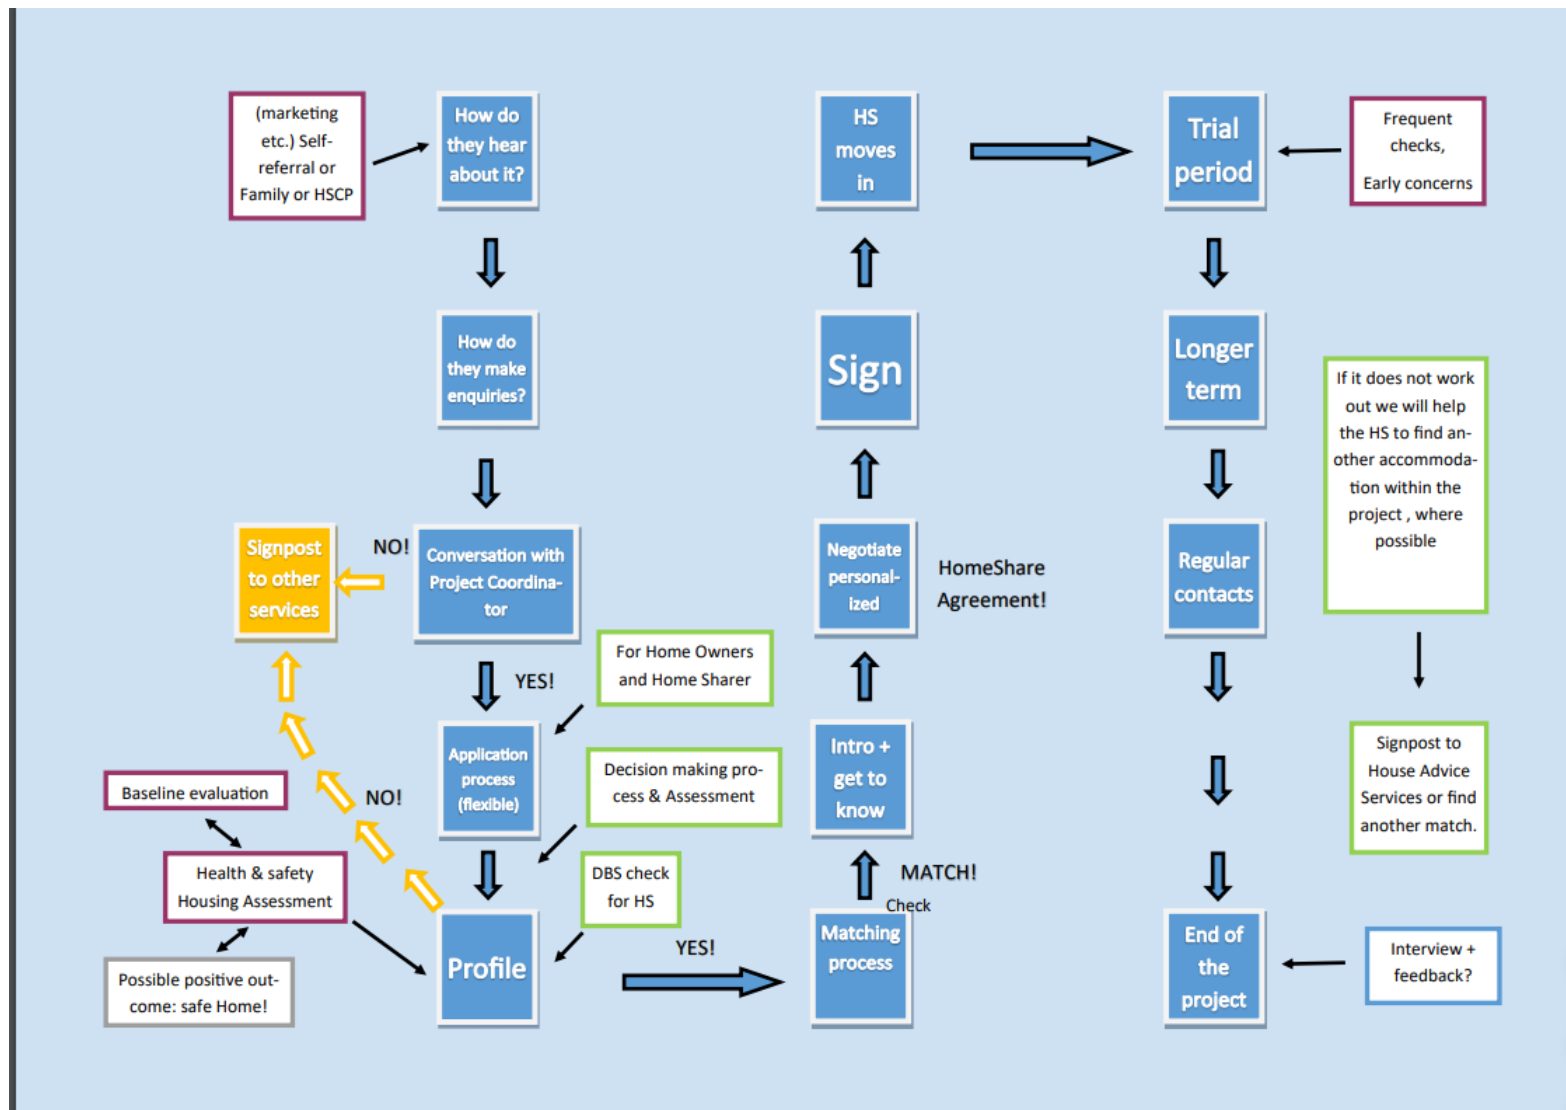 (marketing
etc.) Self-
referral or
Family or HSCP
How do
they hear
about it?
How do
they make
enquiries?
Signpost
to other
services
NO!
Conversation with
Project Coordina-
tor
YES!
For Home Owners
and Home Sharer
Application
process
(flexible)
Decision making pro-
cess & Assessment
NO!
Baseline evaluation
Health & safety
Housing Assessment
Possible positive out-
come: safe Home!
DBS check
for HS
Profile
YES!
Matching
process
MATCH!
Check
Intro +
get to
know
Negotiate
personal-
ized
HomeShare
Agreement!
Sign
HS
moves
in
Trial
period
Frequent
checks,
Early concerns
Longer
term
If it does not work
out we will help
the HS to find an-
other accommoda-
tion within the
project , where
possible
Regular
contacts
Signpost to
House Advice
Services or find
another match.
End of
the
project
Interview +
feedback?